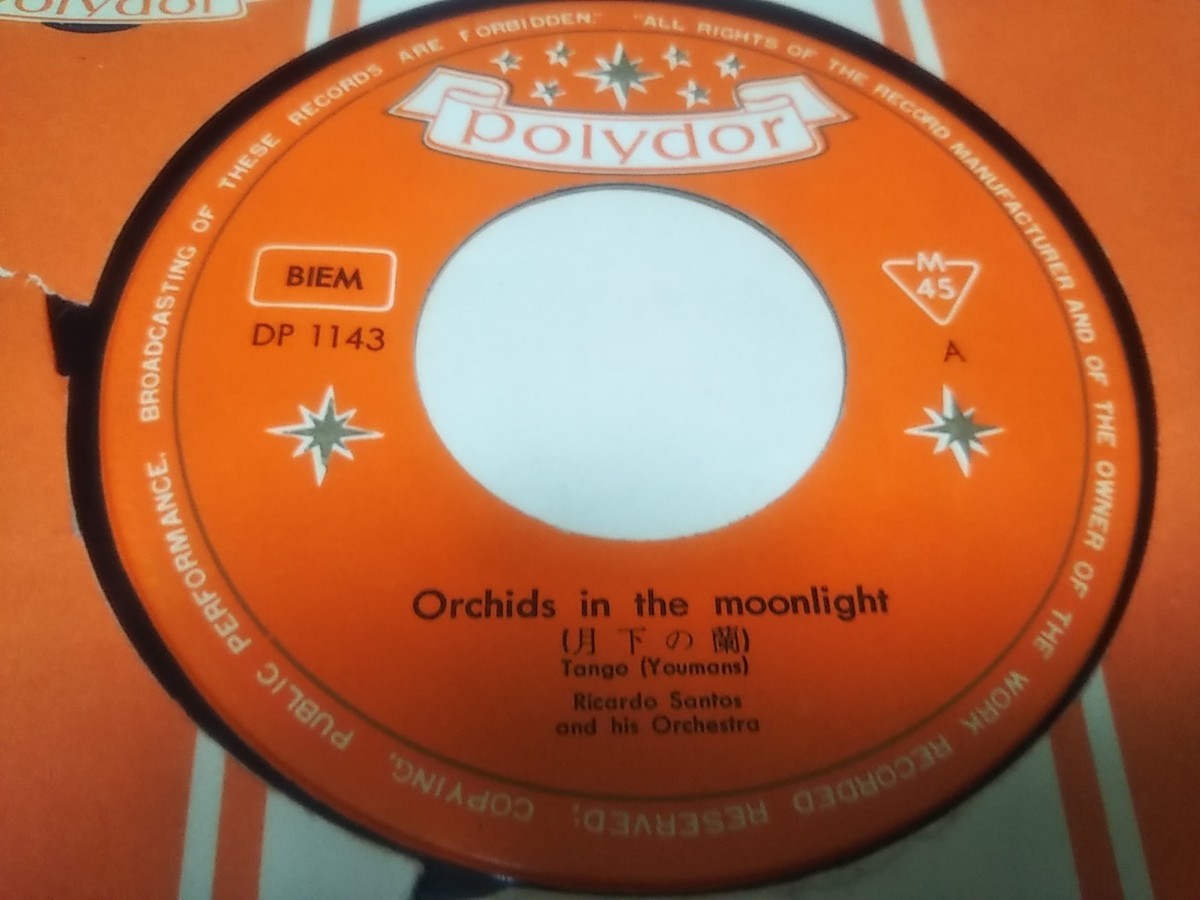 polydor
"ALL RIGHTS OF THE RECORD MANUFACTURER AND OF THE OWNER OF THE WORK RECORDED RESERVED; COPYING, PUBLIC PERFORMANCE, BROADCASTING OF THESE RECORDS ARE FORBIDDEN."
polydor
BIEM
DP 1143
M
45
A
Orchids in the moonlight
(月下の蘭)
Tango (Youmans)
Ricardo Santos
and his Orchestra